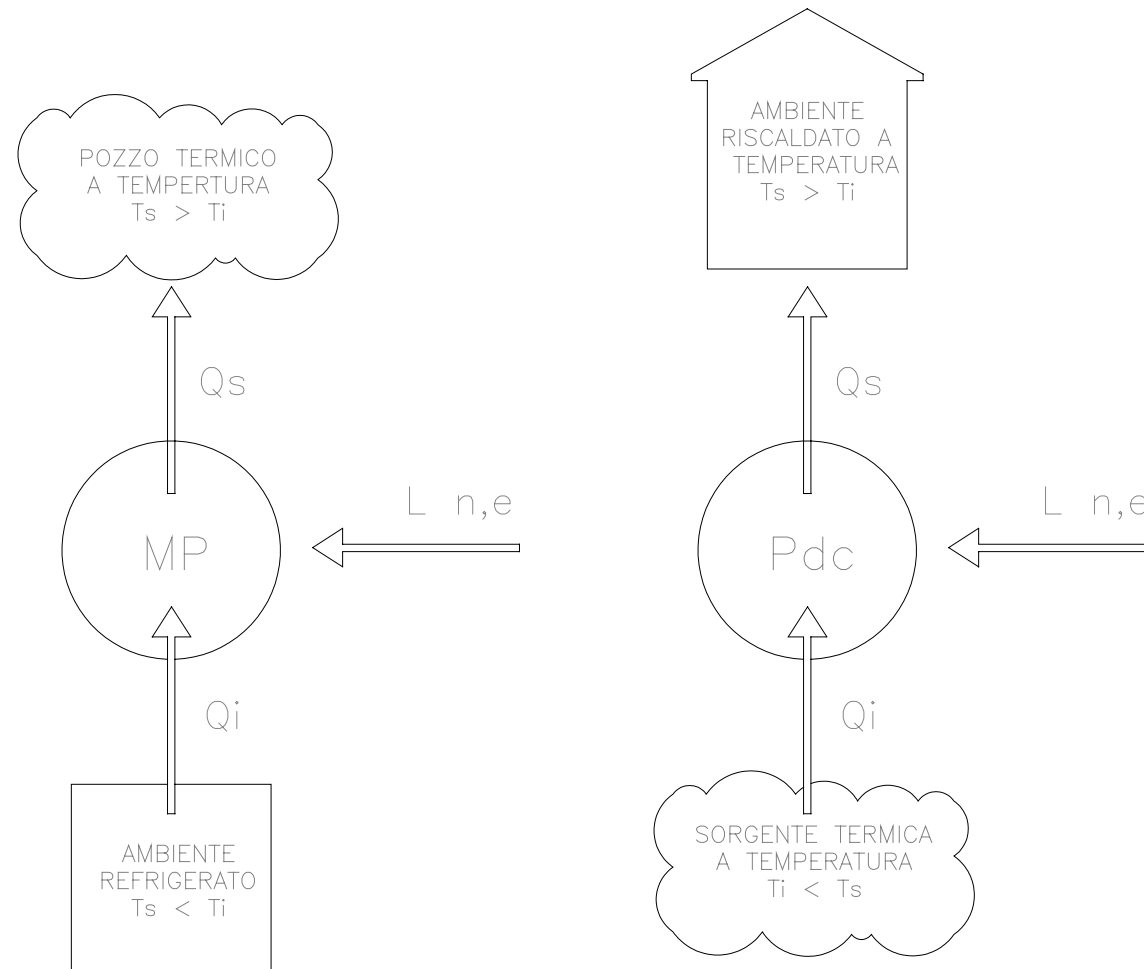 POZZO TERMICO
A TEMPERTURA
Ts > Ti
Qs
MP
L n,e
Qi
AMBIENTE
REFRIGERATO
Ts < Ti
AMBIENTE
RISCALDATO A
TEMPERATURA
Ts > Ti
Qs
Pdc
L n,e
Qi
SORGENTE TERMICA
A TEMPERATURA
Ti < Ts